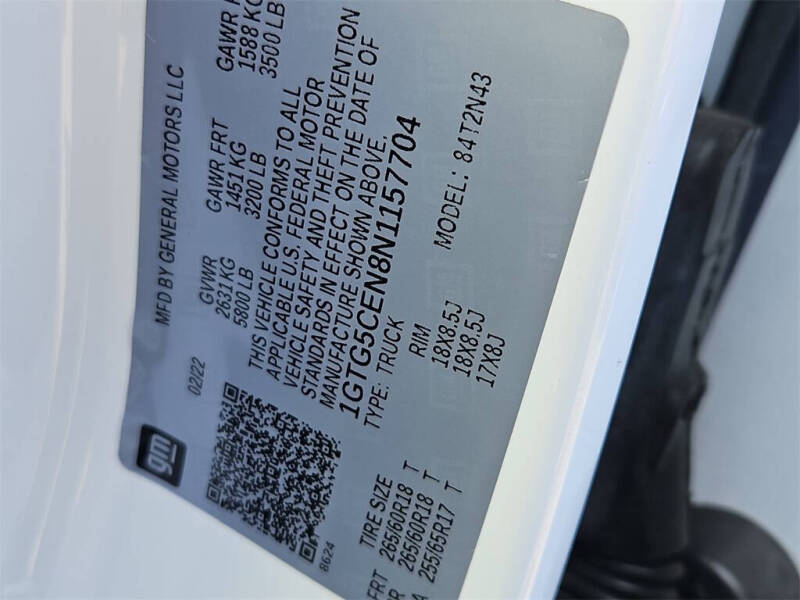 gm
MFD BY GENERAL MOTORS LLC
02/22
GVWR
2631 KG
5800 LB
GAWR FRT
1451 KG
3200 LB
GAWR
1588 KG
3500 LB
THIS VEHICLE CONFORMS TO ALL
APPLICABLE U.S. FEDERAL MOTOR
VEHICLE SAFETY AND THEFT PREVENTION
STANDARDS IN EFFECT ON THE DATE OF
MANUFACTURE SHOWN ABOVE.
1GTG5CEN8N1157704
TYPE: TRUCK
MODEL: 84T2N43
8624
TIRE SIZE RIM
FRT 265/60R18 T 18X8.5J
265/60R18 T 18X8.5J
255/65R17 T 17X8J